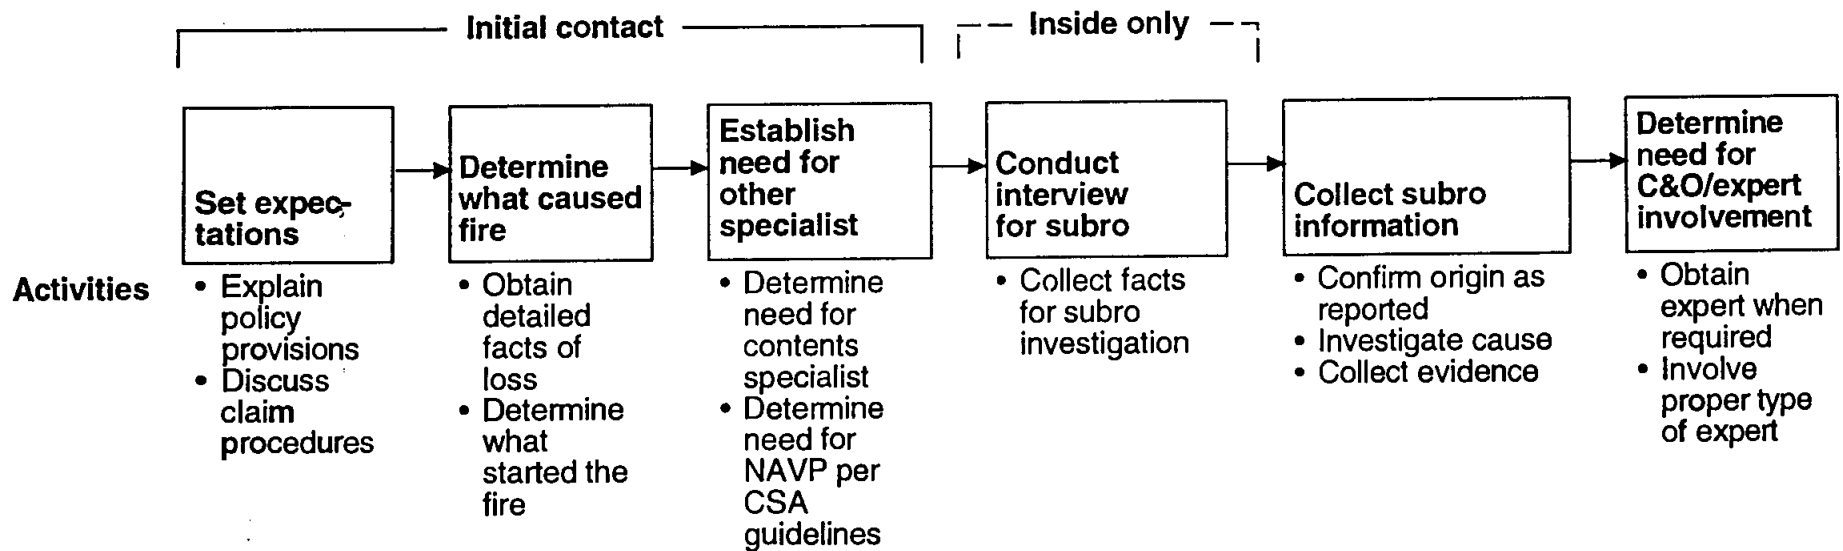 Initial contact
Inside only
Set expec-
tations
Determine
what caused
fire
Establish
need for
other
specialist
Conduct
interview
for subro
Collect subro
information
Determine
need for
C&O/expert
involvement
Activities
• Explain
policy
provisions
• Discuss
claim
procedures
• Obtain
detailed
facts of
loss
• Determine
what
started the
fire
• Determine
need for
contents
specialist
• Determine
need for
NAVP per
CSA
guidelines
• Collect facts
for subro
investigation
• Confirm origin as
reported
• Investigate cause
• Collect evidence
• Obtain
expert when
required
• Involve
proper type
of expert